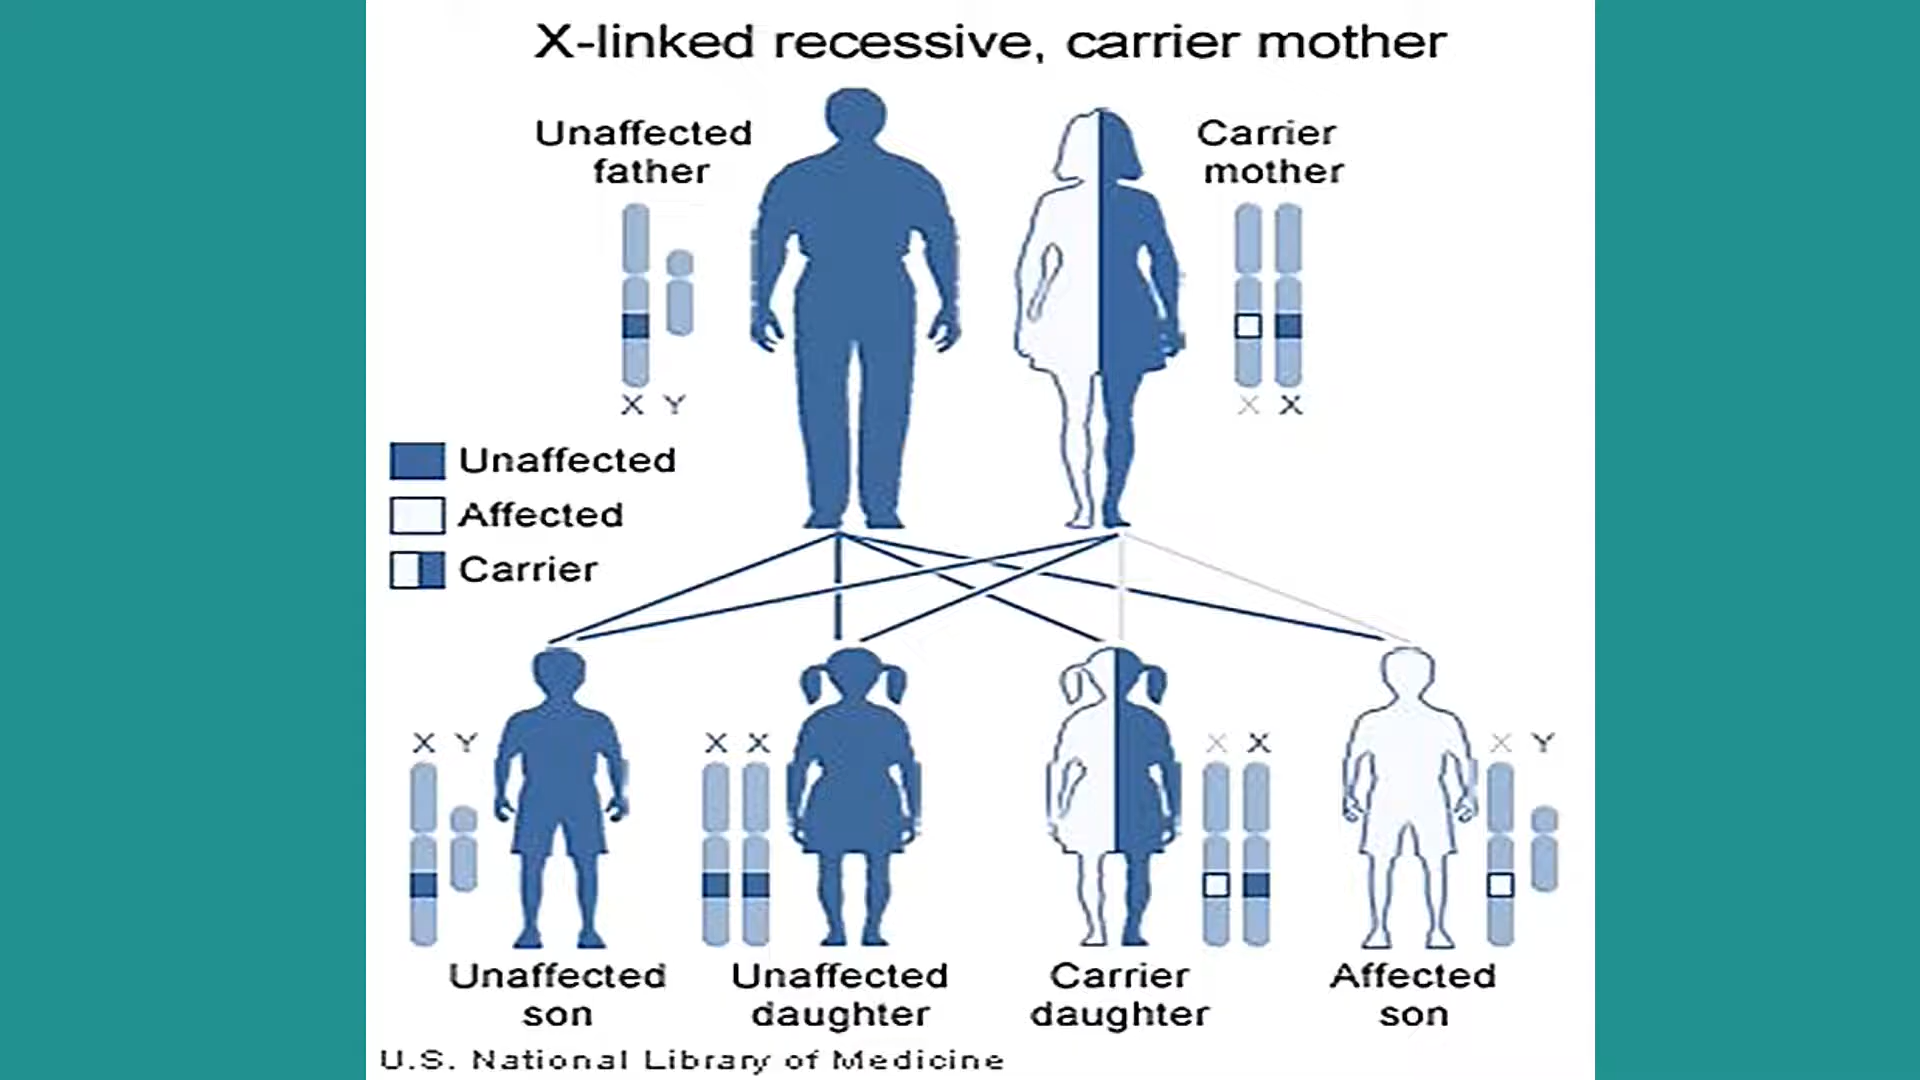 X-linked recessive, carrier mother
Unaffected
father
Carrier
mother
X Y
X X
Unaffected
Affected
Carrier
X Y
X X
X X
X Y
Unaffected
son
Unaffected
daughter
Carrier
daughter
Affected
son
U.S. National Library of Medicine